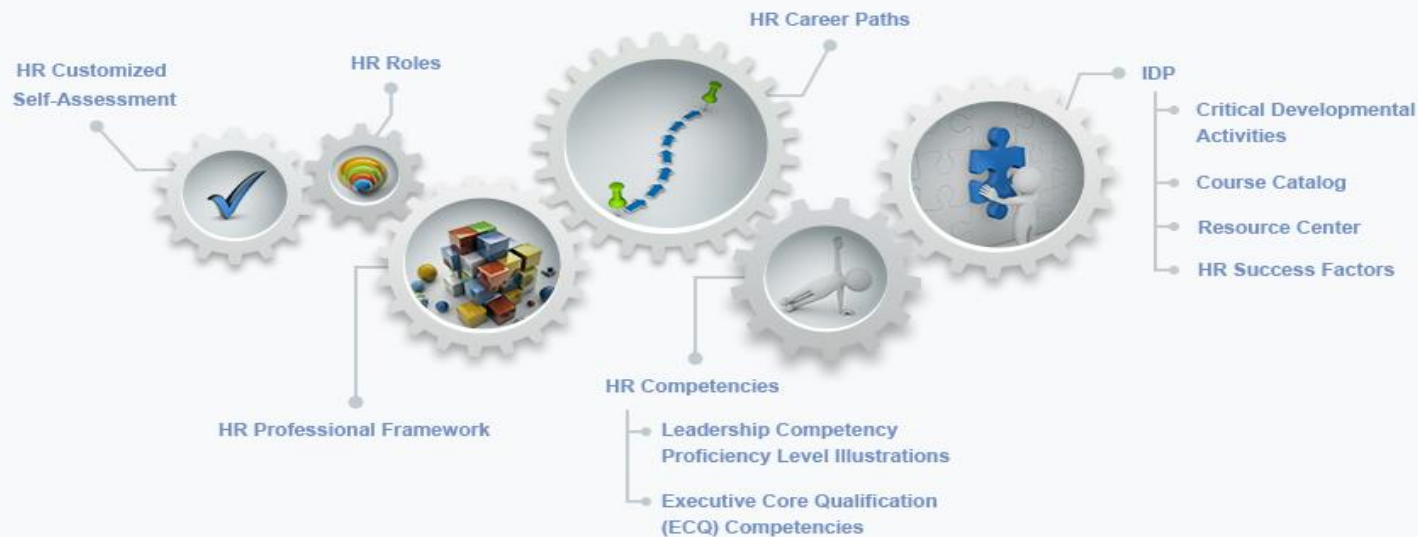 HR Customized
Self-Assessment
HR Roles
HR Professional Framework
HR Career Paths
HR Competencies
Leadership Competency
Proficiency Level Illustrations
Executive Core Qualification
(ECQ) Competencies
IDP
Critical Developmental
Activities
Course Catalog
Resource Center
HR Success Factors